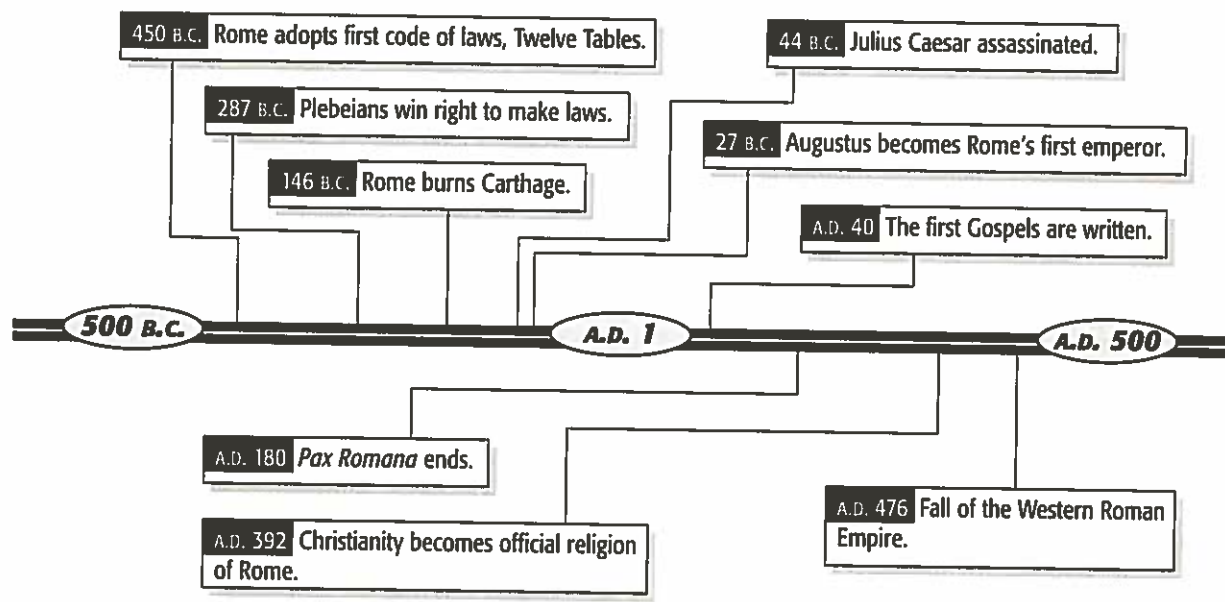 450 B.C. Rome adopts first code of laws, Twelve Tables.
44 B.C. Julius Caesar assassinated.
287 B.C. Plebeians win right to make laws.
27 B.C. Augustus becomes Rome's first emperor.
146 B.C. Rome burns Carthage.
A.D. 40 The first Gospels are written.
500 B.C.
A.D. 1
A.D. 500
A.D. 180 Pax Romana ends.
A.D. 392 Christianity becomes official religion
of Rome.
A.D. 476 Fall of the Western Roman
Empire.